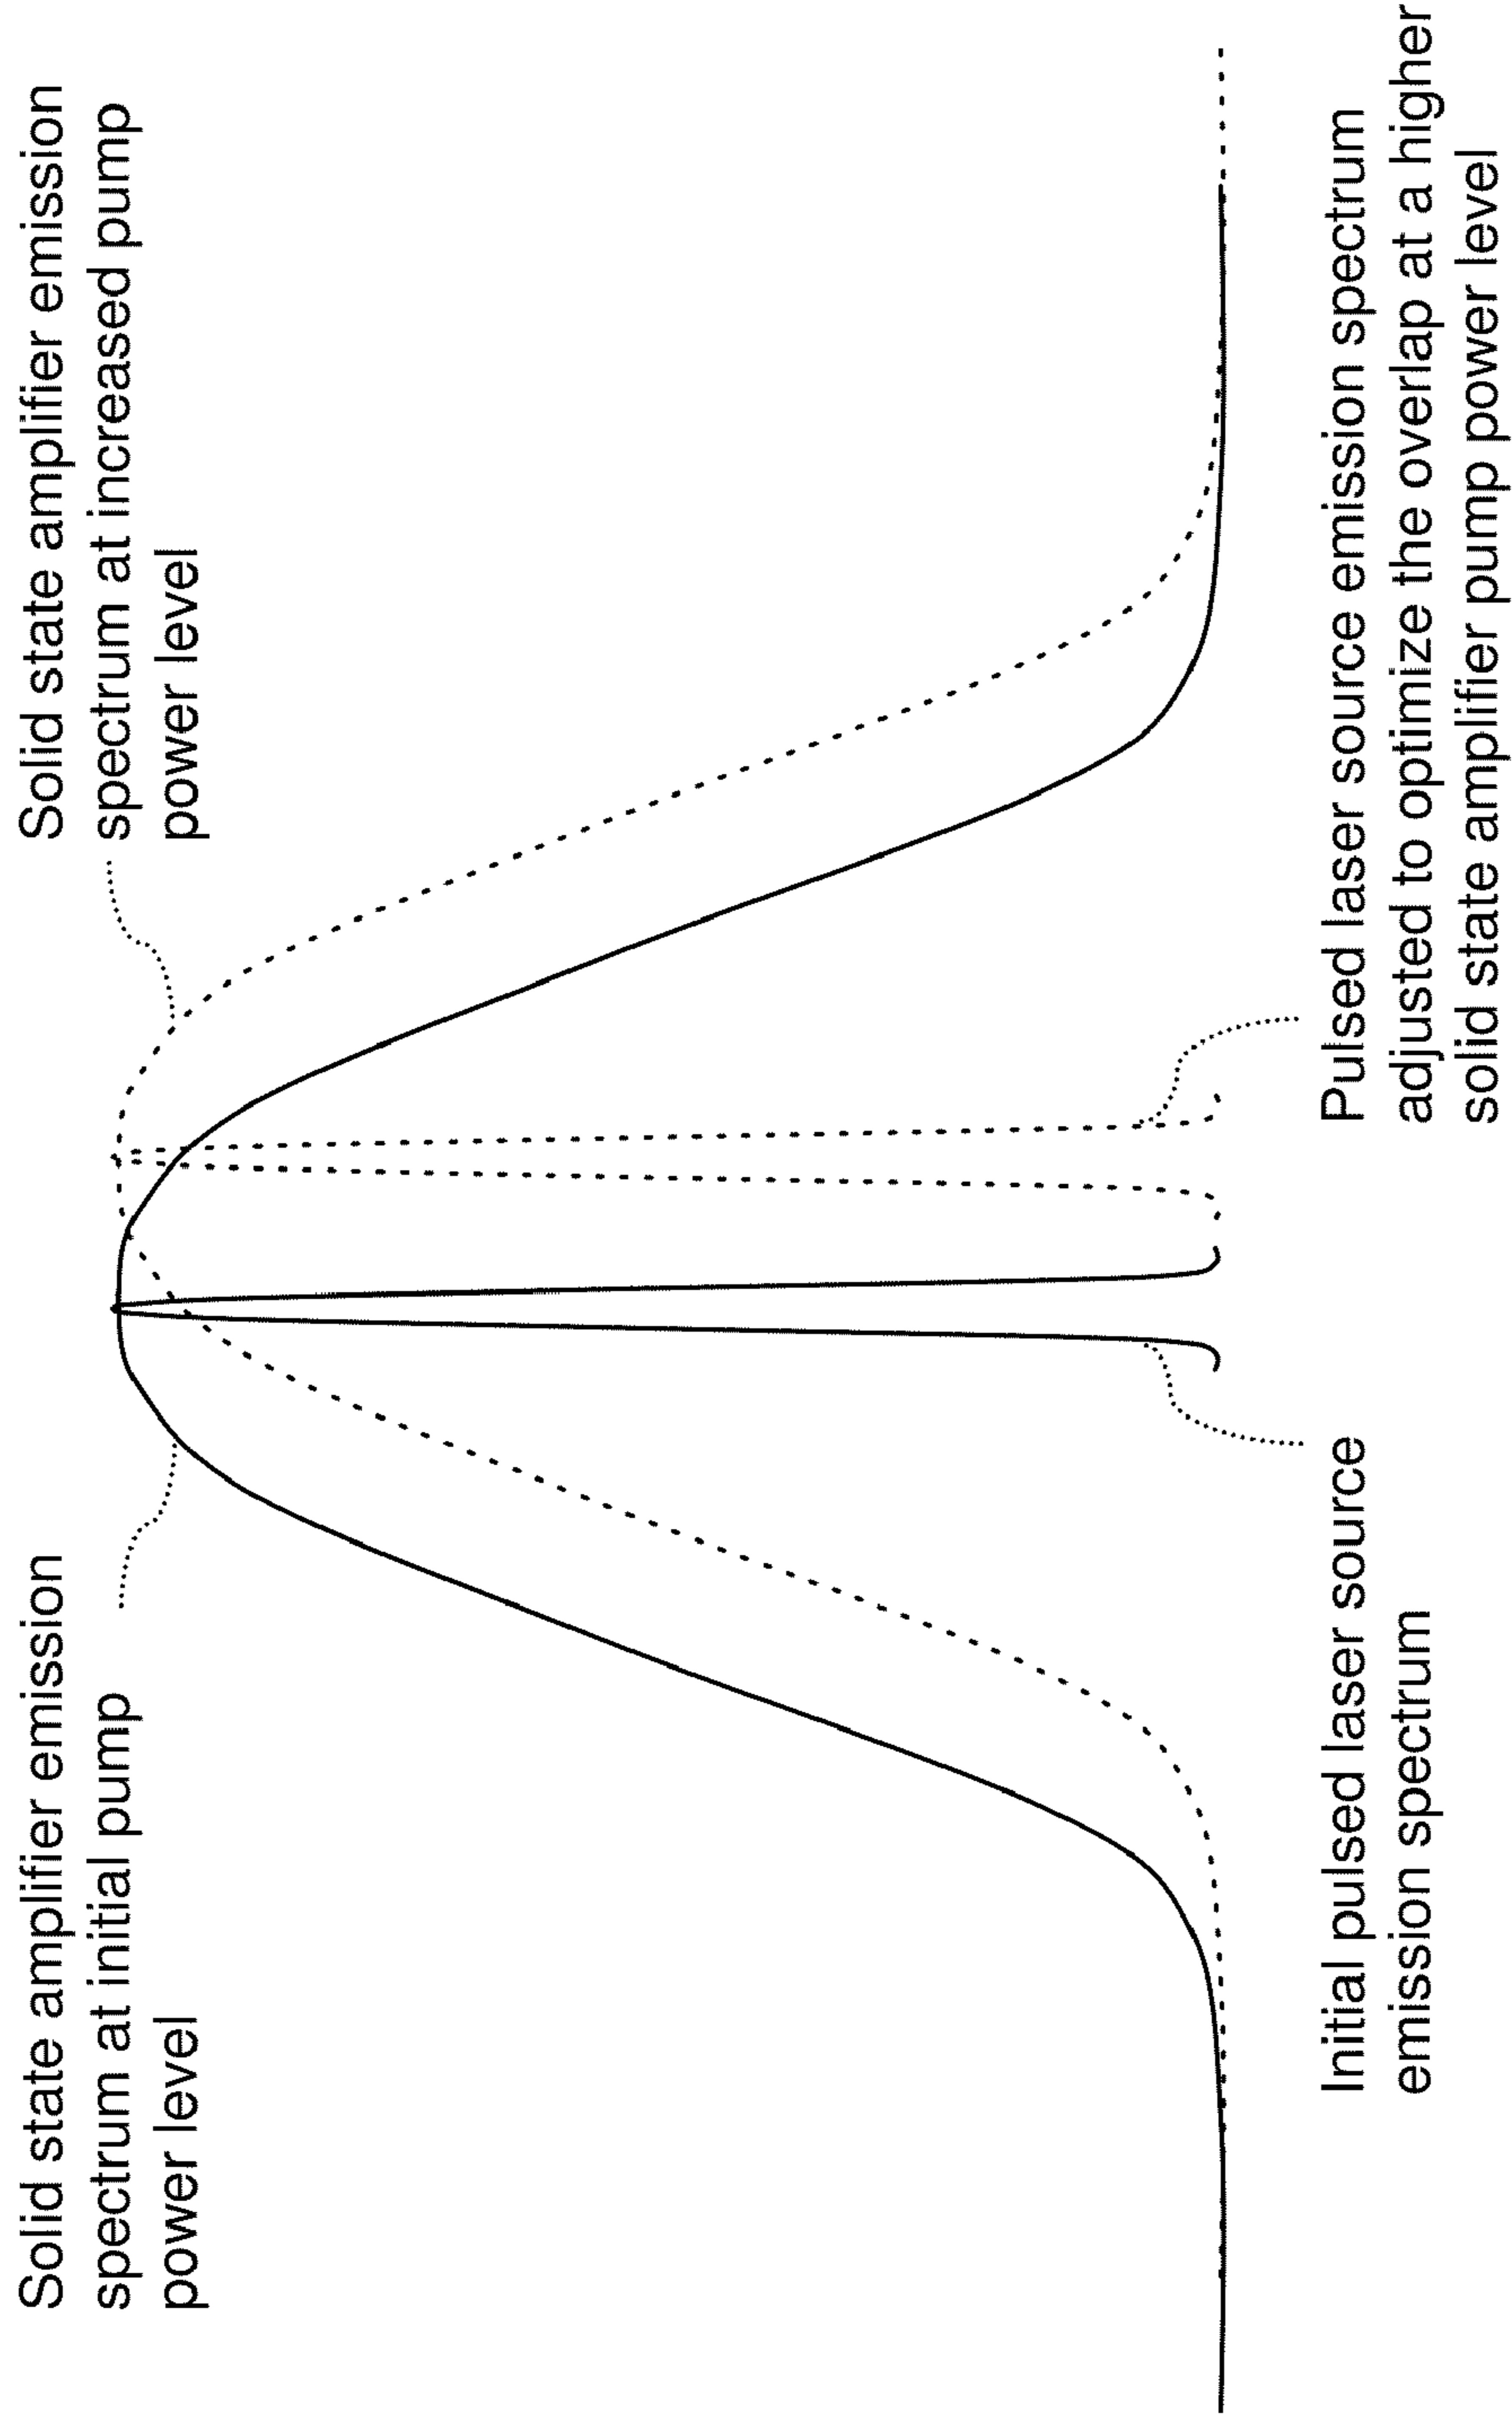 Solid state amplifier emission
spectrum at initial pump
power level
Solid state amplifier emission
spectrum at increased pump
power level
Initial pulsed laser source
emission spectrum
Pulsed laser source emission spectrum
adjusted to optimize the overlap at a higher
solid state amplifier pump power level